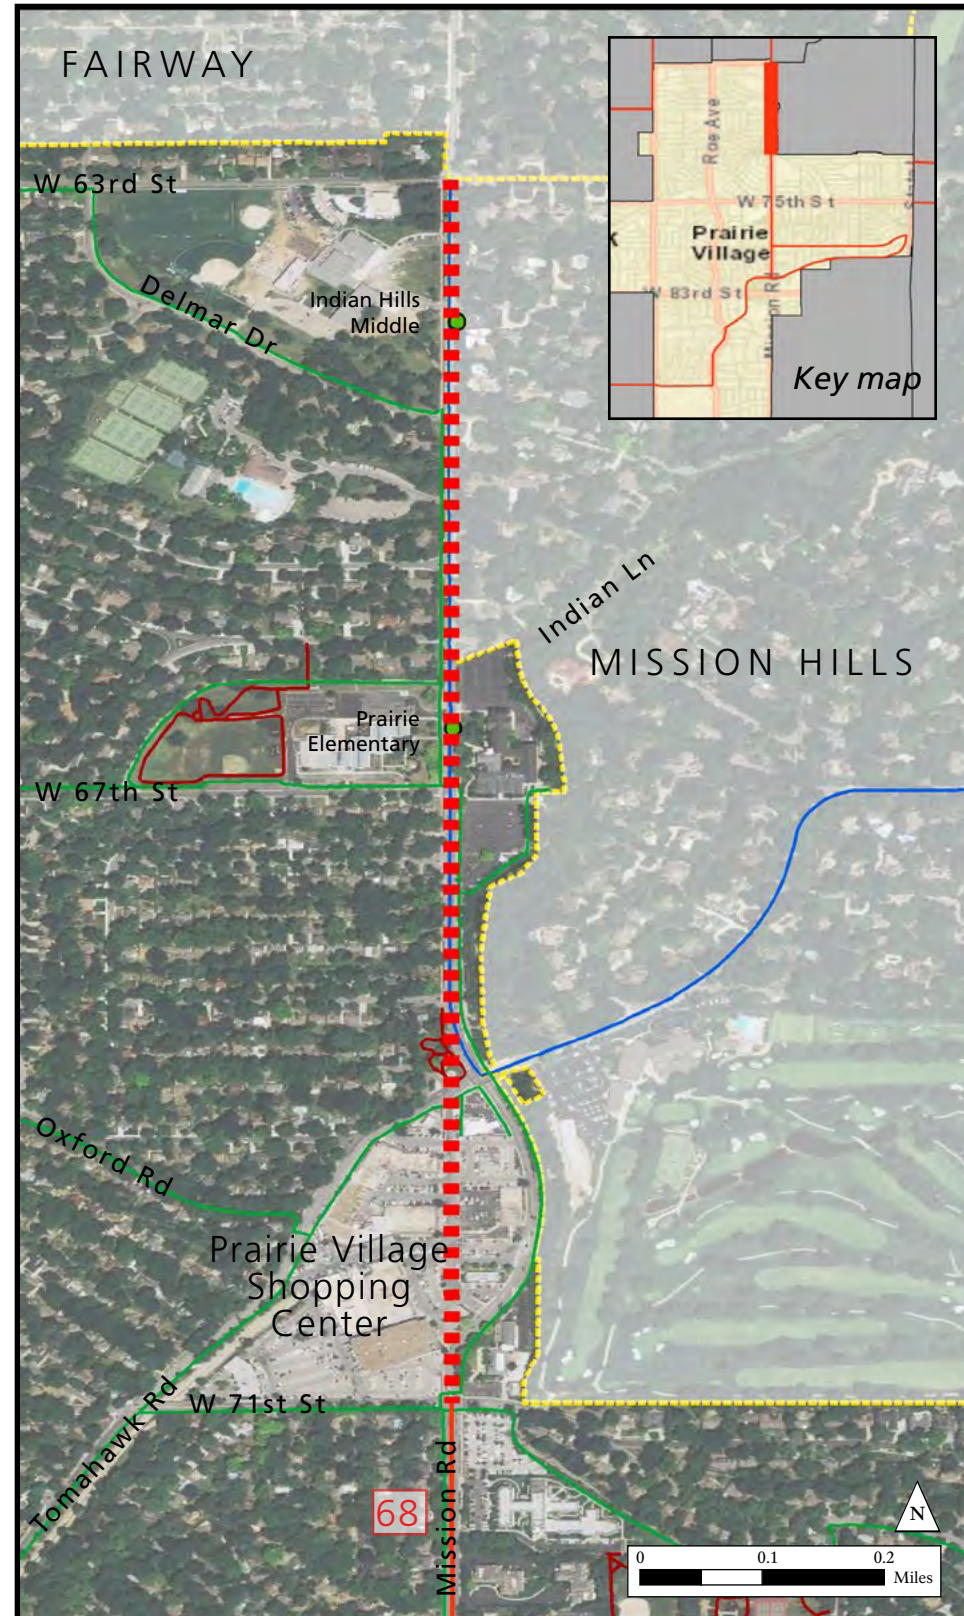 FAIRWAY
Rae Ave
State L
W 75th St
Prairie
Village
K
W 83rd St
Mission Rd
Key map
W 63rd St
Delmar Dr
Indian Hills
Middle
Indian Ln
MISSION HILLS
Prairie
Elementary
W 67th St
Oxford Rd
Prairie Village
Shopping
Center
Tomahawk Rd
W 71st St
Mission Rd
68
N
0 0.1 0.2
Miles